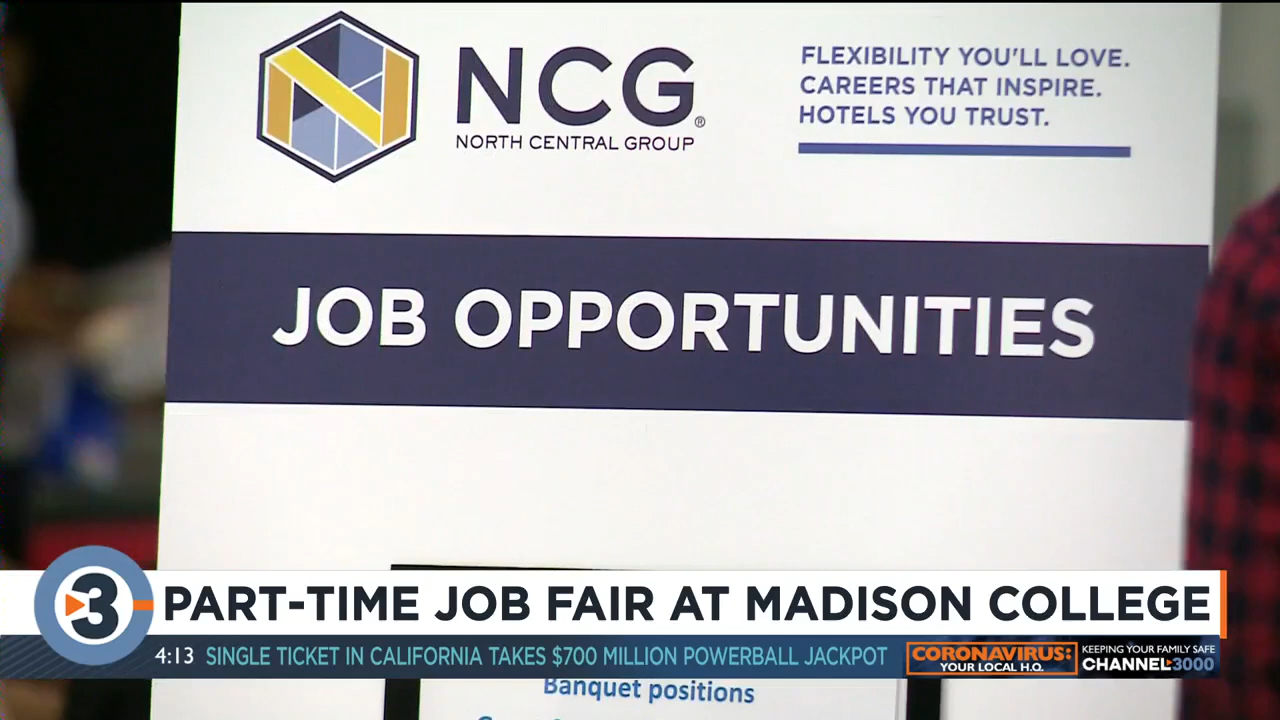 NCG®
NORTH CENTRAL GROUP
FLEXIBILITY YOU'LL LOVE.
CAREERS THAT INSPIRE.
HOTELS YOU TRUST.
JOB OPPORTUNITIES
3
PART-TIME JOB FAIR AT MADISON COLLEGE
4:13 SINGLE TICKET IN CALIFORNIA TAKES $700 MILLION POWERBALL JACKPOT
CORONAVIRUS:
YOUR LOCAL H.Q.
KEEPING YOUR FAMILY SAFE
CHANNEL3000
Banquet positions